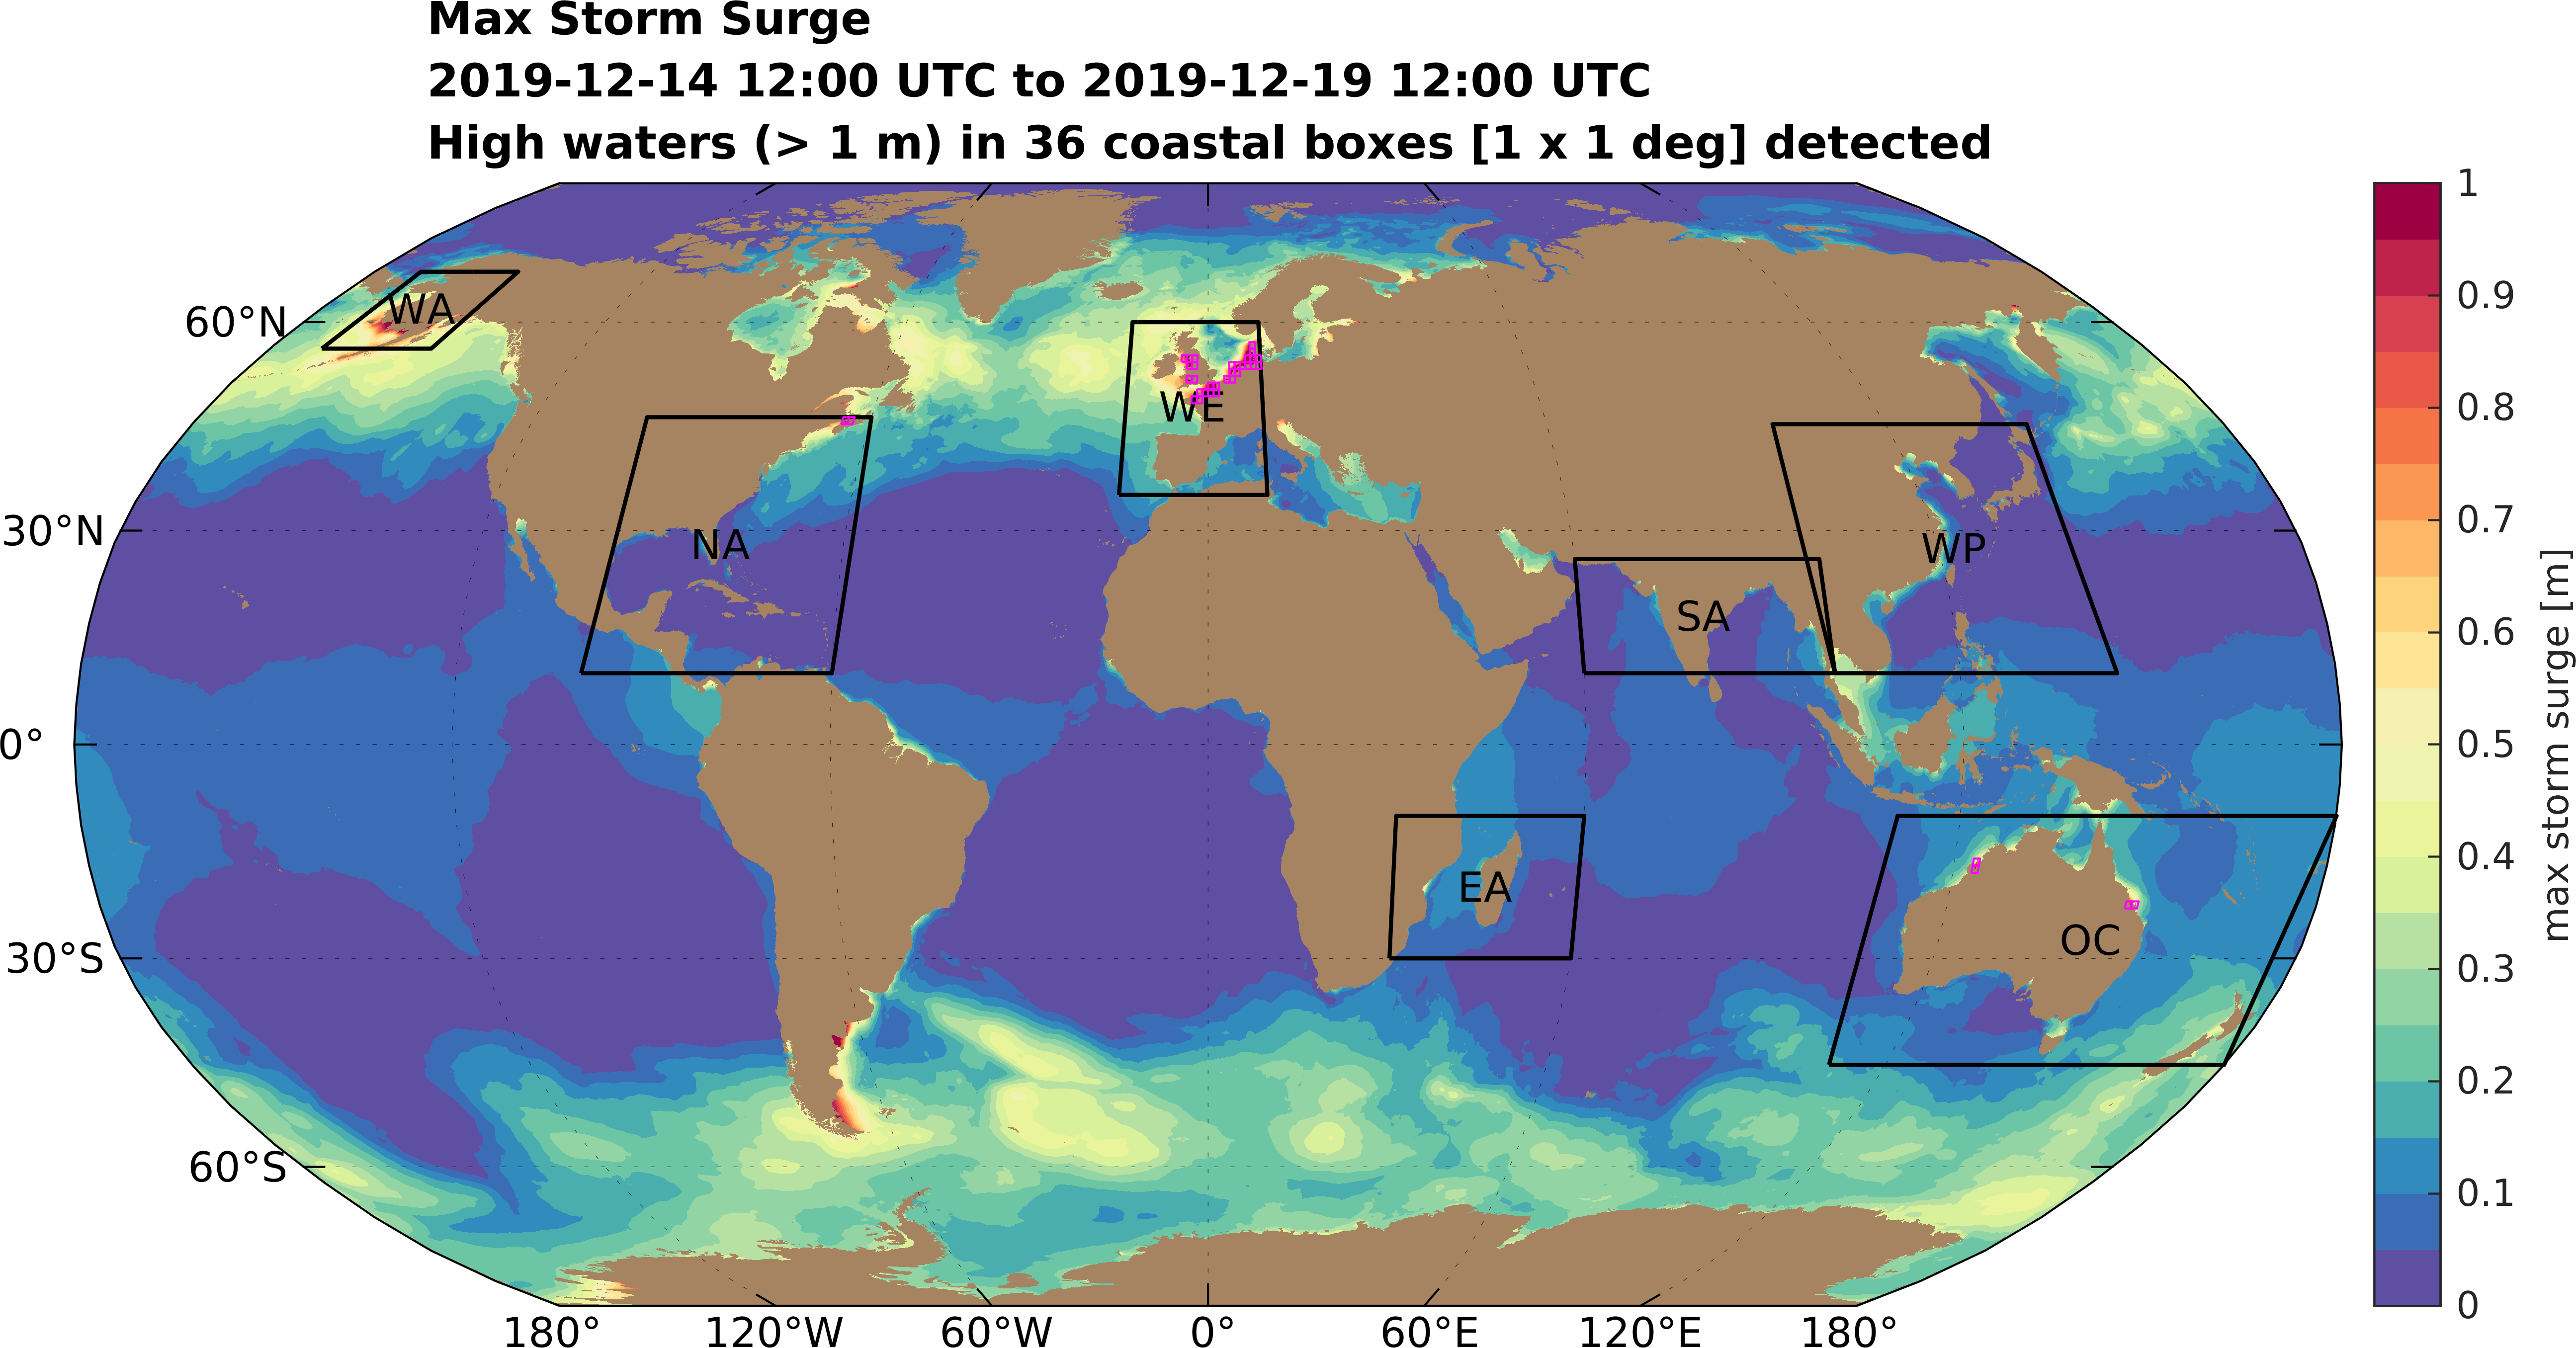 Max Storm Surge
2019-12-14 12:00 UTC to 2019-12-19 12:00 UTC
High waters (> 1 m) in 36 coastal boxes [1 x 1 deg] detected
60°N
30°N
0°
30°S
60°S
WA
NA
WE
SA
WP
EA
OC
180°
120°W
60°W
0°
60°E
120°E
180°
1
0.9
0.8
0.7
0.6
0.5
0.4
0.3
0.2
0.1
0
max storm surge [m]